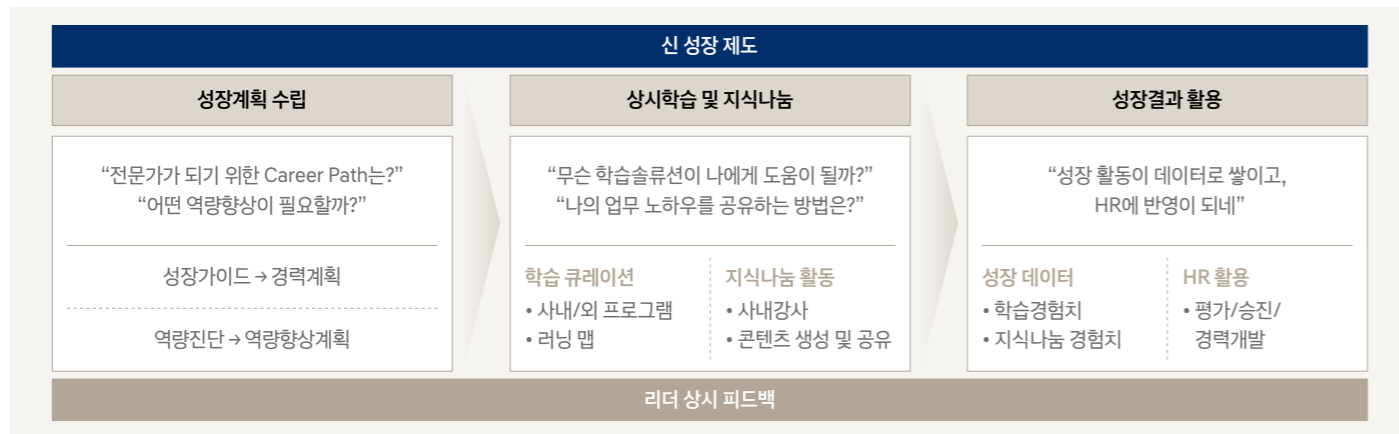 신 성장 제도
성장계획 수립
“전문가가 되기 위한 Career Path는?”
“어떤 역량향상이 필요할까?”
성장가이드 → 경력계획
역량진단 → 역량향상계획
상시학습 및 지식나눔
“무슨 학습솔류션이 나에게 도움이 될까?”
“나의 업무 노하우를 공유하는 방법은?”
학습 큐레이션
• 사내/외 프로그램
• 러닝 맵
지식나눔 활동
• 사내강사
• 콘텐츠 생성 및 공유
성장결과 활용
“성장 활동이 데이터로 쌓이고,
HR에 반영이 되네”
성장 데이터
• 학습경험치
• 지식나눔 경험치
HR 활용
• 평가/승진/
경력개발
리더 상시 피드백